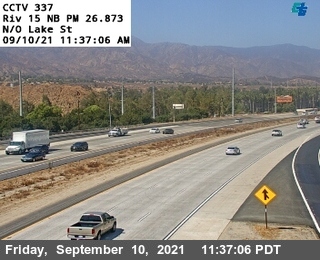 CCTV 337
Riv 15 NB PM 26.873
N/O Lake St
09/10/21 11:37:06 AM
Friday, September 10, 2021 11:37:06 PDT